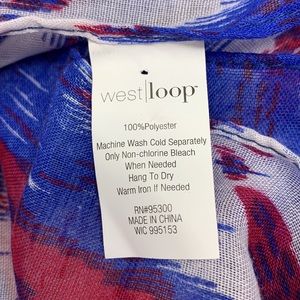 west|loop™
100%Polyester
Machine Wash Cold Separately
Only Non-chlorine Bleach
When Needed
Hang To Dry
Warm Iron If Needed
RN#95300
MADE IN CHINA
WIC 995153